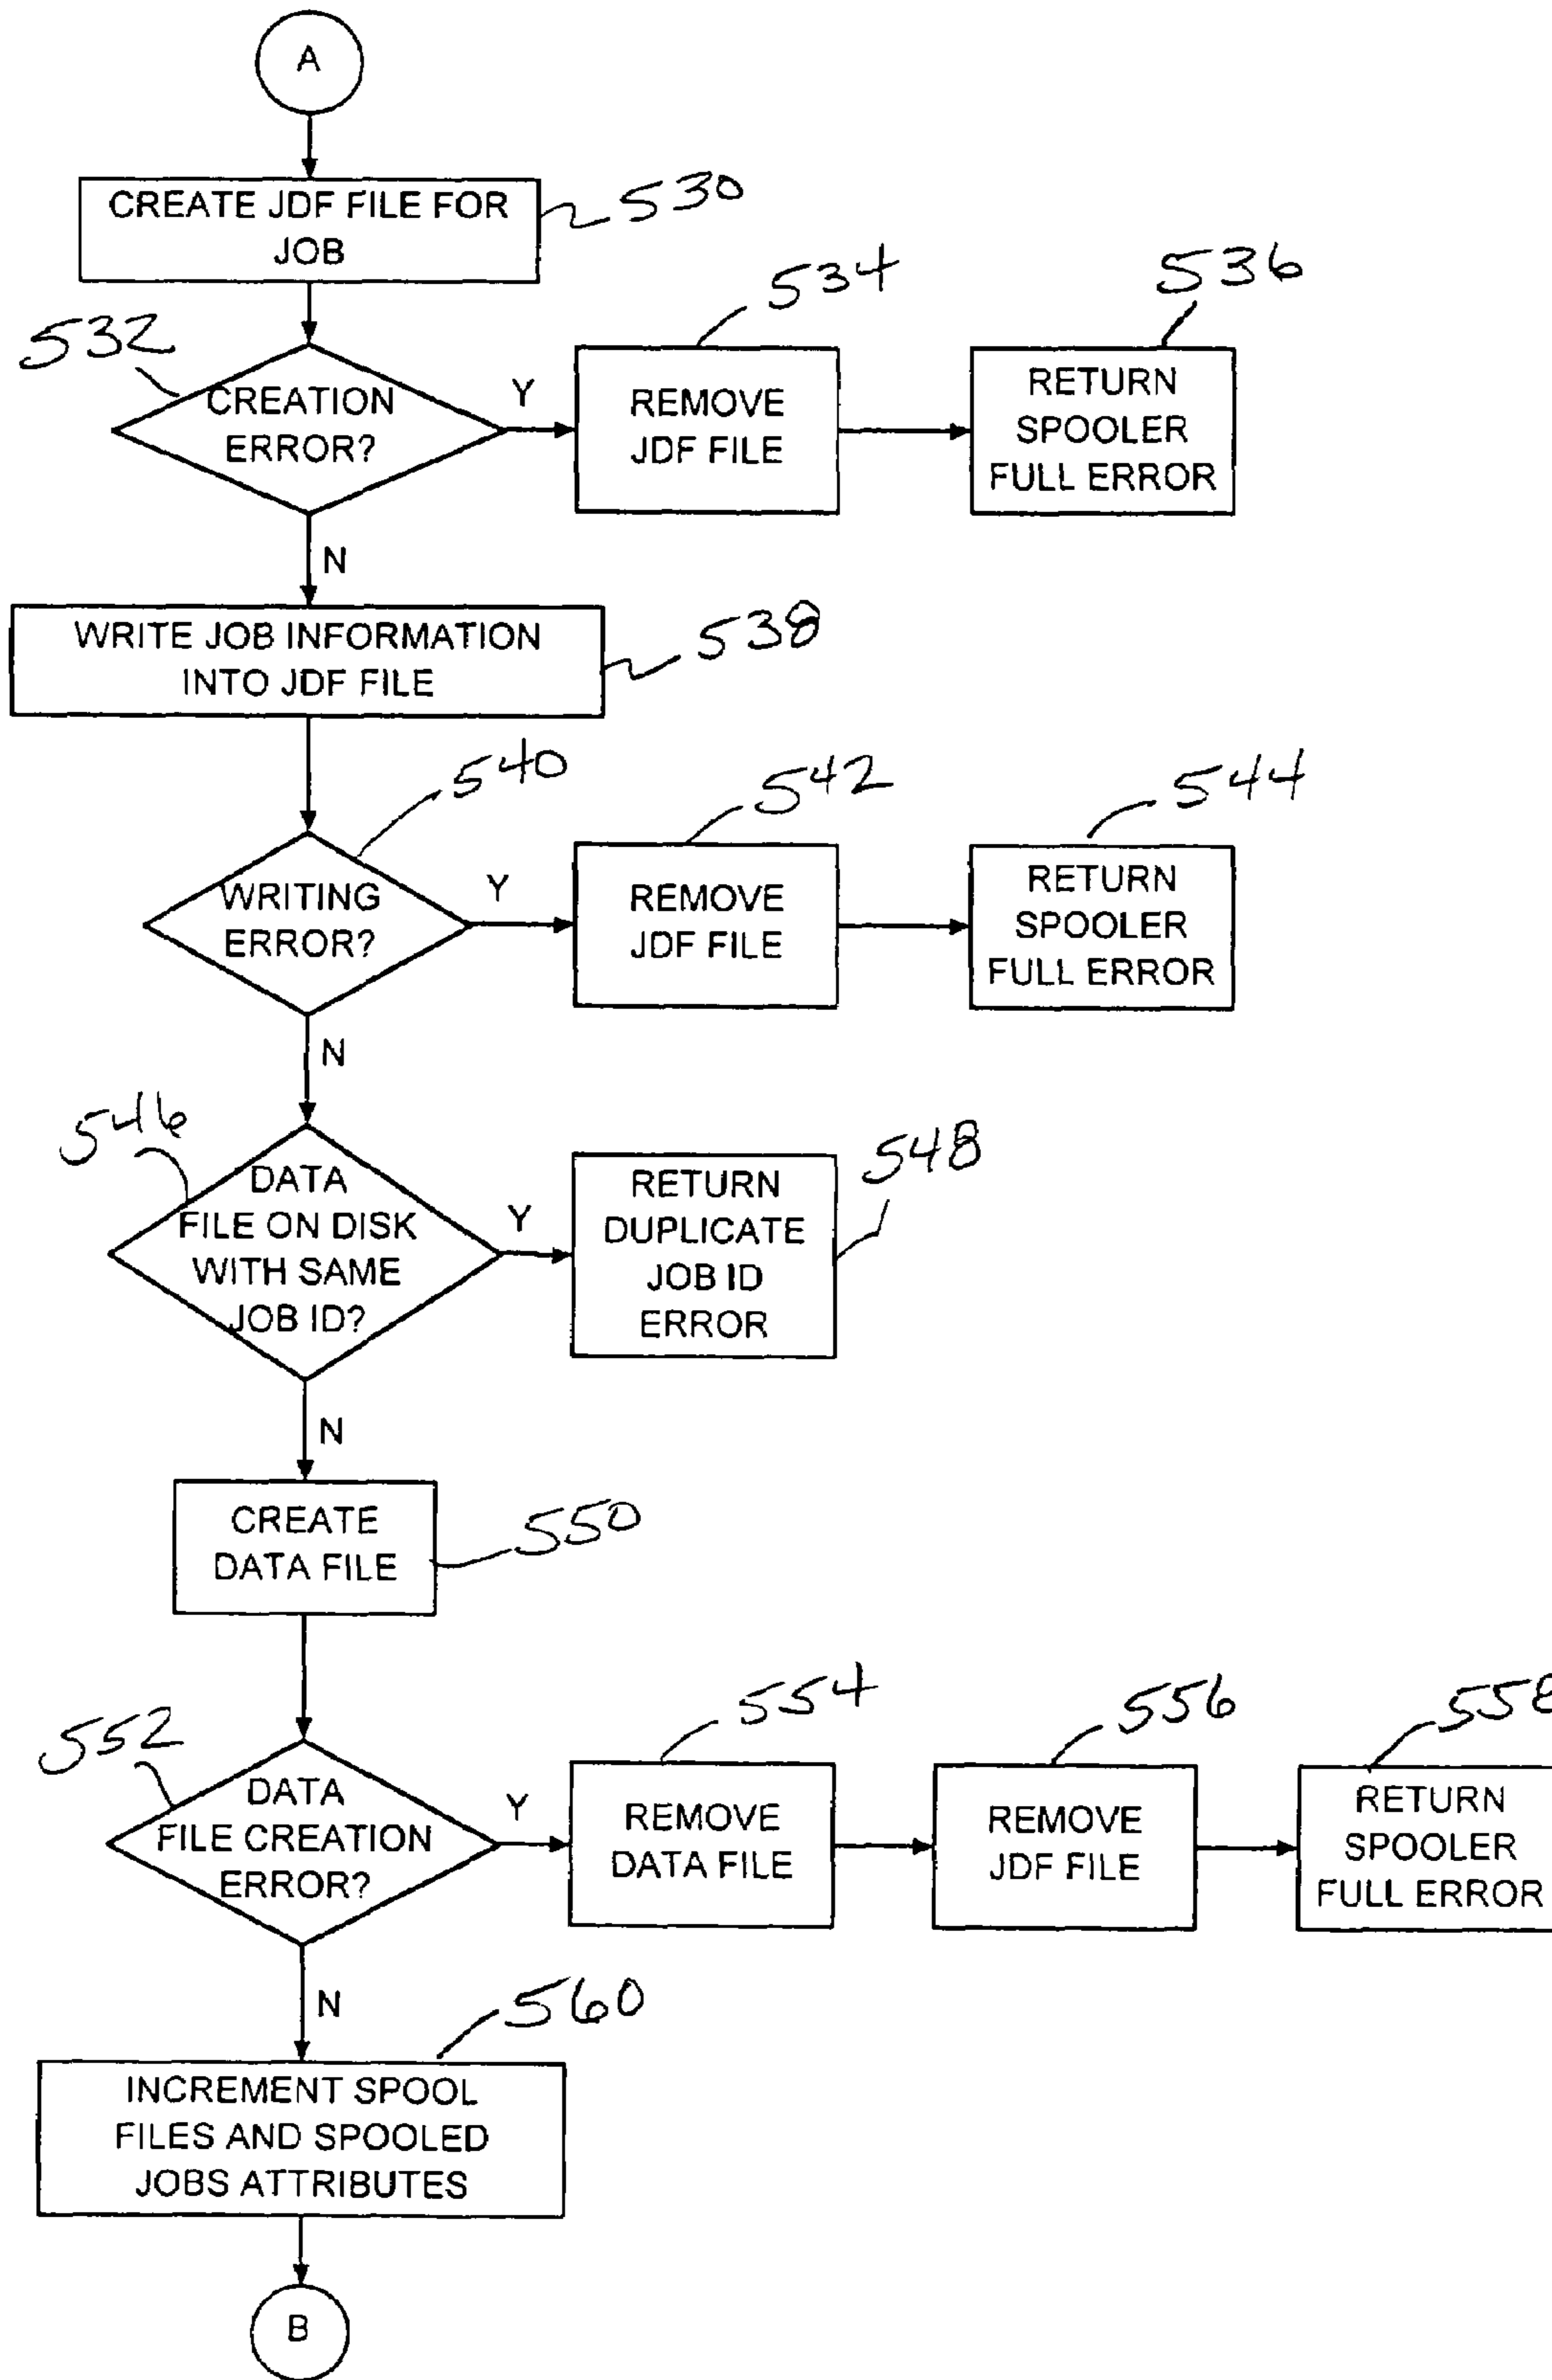 A
CREATE JDF FILE FOR
JOB
530
532
CREATION
ERROR?
Y
534
REMOVE
JDF FILE
536
RETURN
SPOOLER
FULL ERROR
N
WRITE JOB INFORMATION
INTO JDF FILE
538
540
WRITING
ERROR?
Y
542
REMOVE
JDF FILE
544
RETURN
SPOOLER
FULL ERROR
N
546
DATA
FILE ON DISK
WITH SAME
JOB ID?
Y
548
RETURN
DUPLICATE
JOB ID
ERROR
N
CREATE
DATA FILE
550
552
DATA
FILE CREATION
ERROR?
Y
554
REMOVE
DATA FILE
556
REMOVE
JDF FILE
558
RETURN
SPOOLER
FULL ERROR
N
560
INCREMENT SPOOL
FILES AND SPOOLED
JOBS ATTRIBUTES
B